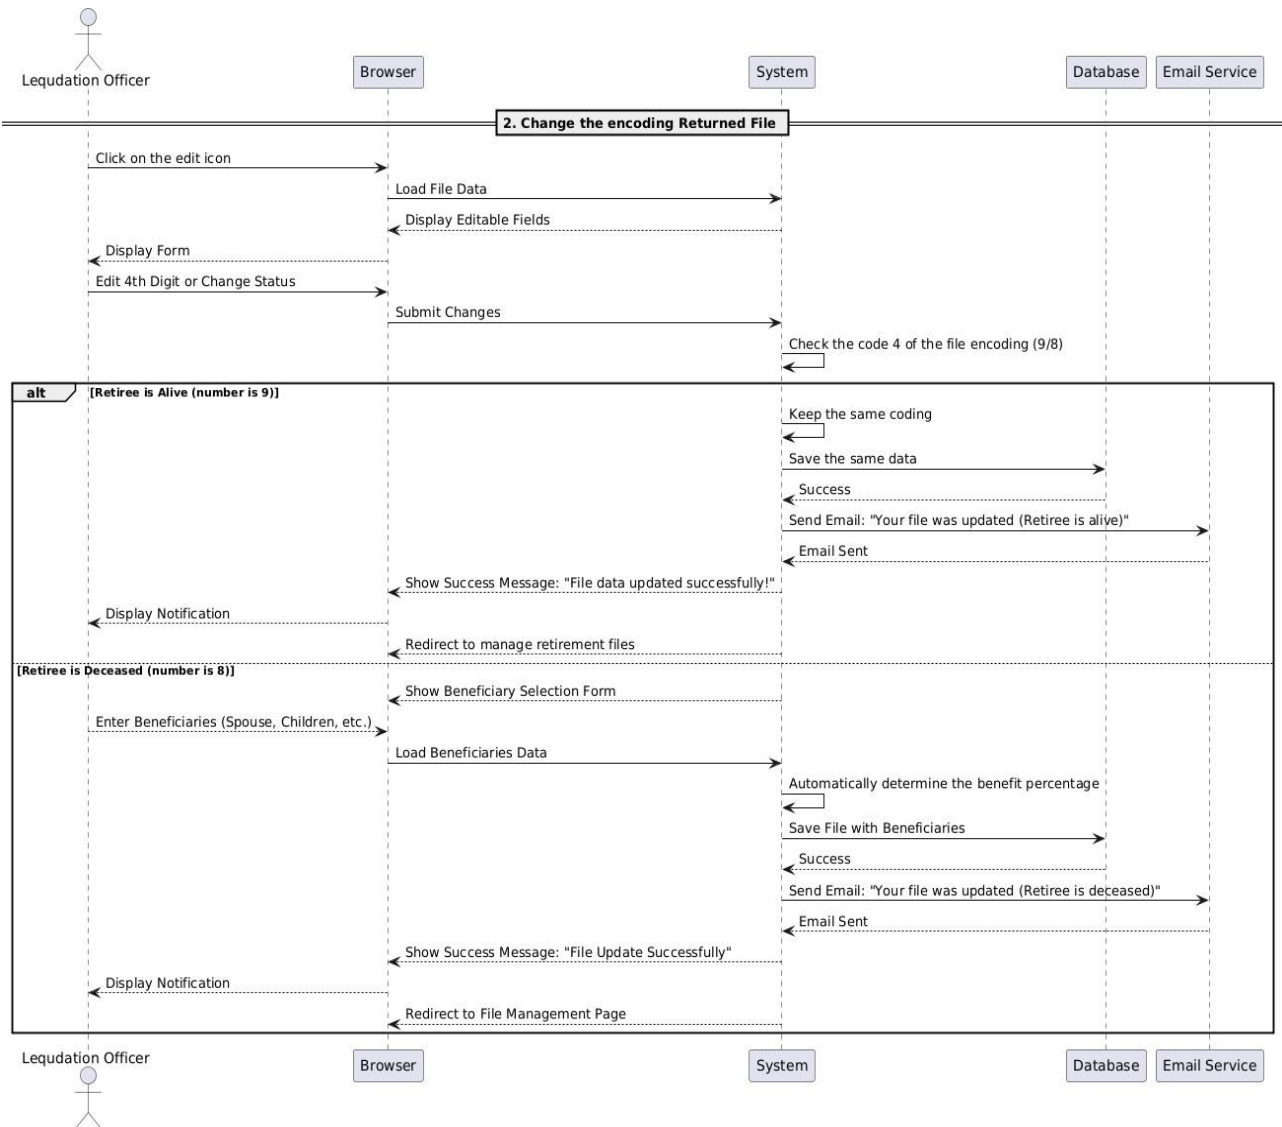 Lequdation Officer
Browser
System
Database
Email Service
2. Change the encoding Returned File
Click on the edit icon
Load File Data
Display Editable Fields
Display Form
Edit 4th Digit or Change Status
Submit Changes
Check the code 4 of the file encoding (9/8)
alt
[Retiree is Alive (number is 9)]
Keep the same coding
Save the same data
Success
Send Email: "Your file was updated (Retiree is alive)"
Email Sent
Show Success Message: "File data updated successfully!"
Display Notification
Redirect to manage retirement files
[Retiree is Deceased (number is 8)]
Show Beneficiary Selection Form
Enter Beneficiaries (Spouse, Children, etc.)
Load Beneficiaries Data
Automatically determine the benefit percentage
Save File with Beneficiaries
Success
Send Email: "Your file was updated (Retiree is deceased)"
Email Sent
Show Success Message: "File Update Successfully"
Display Notification
Redirect to File Management Page
Lequdation Officer
Browser
System
Database
Email Service